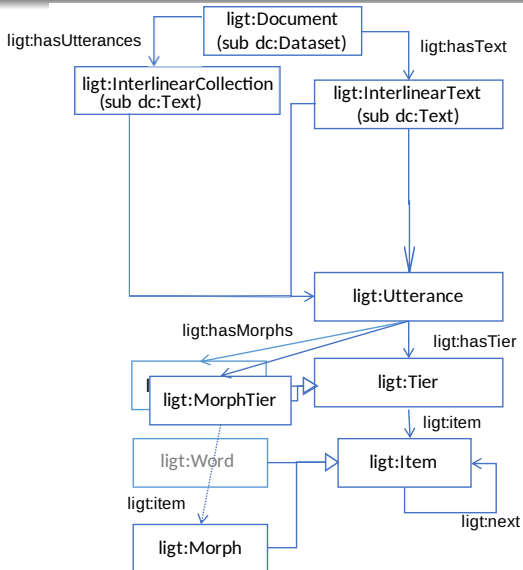 ligt:Document
(sub dc:Dataset)
ligt:hasUtterances
ligt:hasText
ligt:InterlinearCollection
(sub dc:Text)
ligt:InterlinearText
(sub dc:Text)
ligt:Utterance
ligt:hasMorphs
ligt:hasTier
ligt:Tier
ligt:MorphTier
ligt:item
ligt:Word
ligt:Item
ligt:item
ligt:next
ligt:Morph